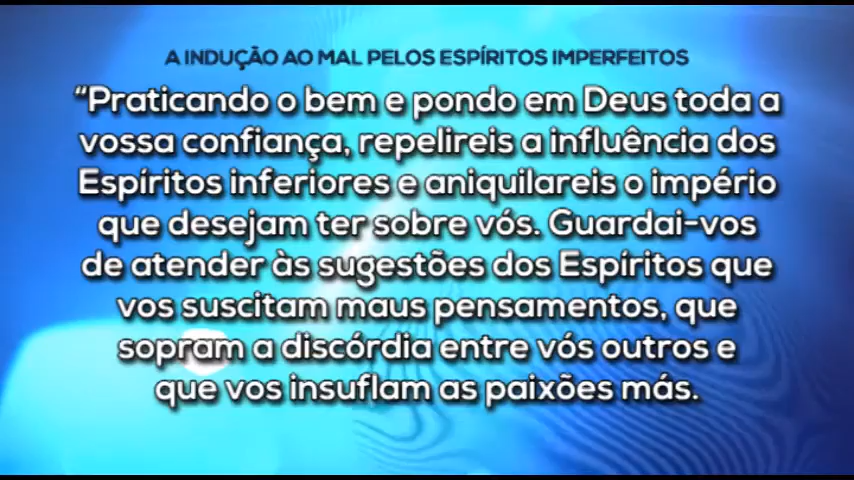 A INDUÇÃO AO MAL PELOS ESPÍRITOS IMPERFEITOS
“Praticando o bem e pondo em Deus toda a
vossa confiança, repelireis a influência dos
Espíritos inferiores e aniquilareis o império
que desejam ter sobre vós. Guardai-vos
de atender às sugestões dos Espíritos que
vos suscitam maus pensamentos, que
sopram a discórdia entre vós outros e
que vos insuflam as paixões más.